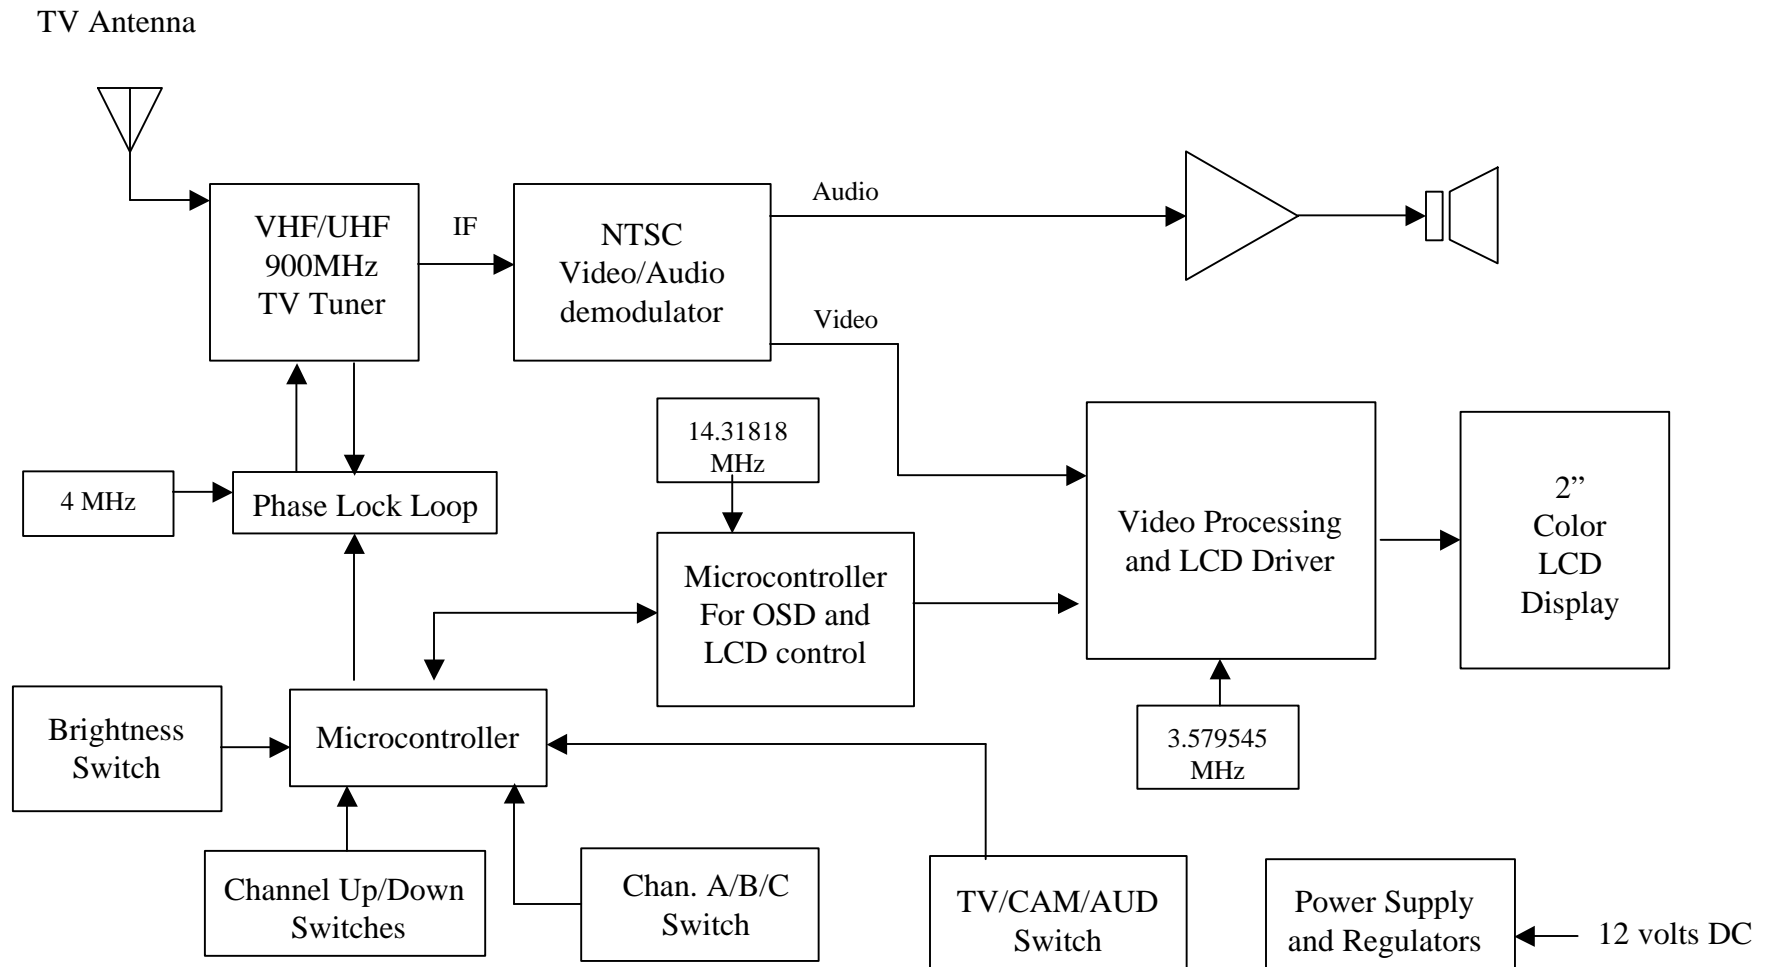 TV Antenna
VHF/UHF
900MHz
TV Tuner
IF
NTSC
Video/Audio
demodulator
Audio
Video
4 MHz
Phase Lock Loop
14.31818
MHz
Microcontroller
For OSD and
LCD control
Video Processing
and LCD Driver
2”
Color
LCD
Display
3.579545
MHz
Brightness
Switch
Microcontroller
Channel Up/Down
Switches
Chan. A/B/C
Switch
TV/CAM/AUD
Switch
Power Supply
and Regulators
12 volts DC